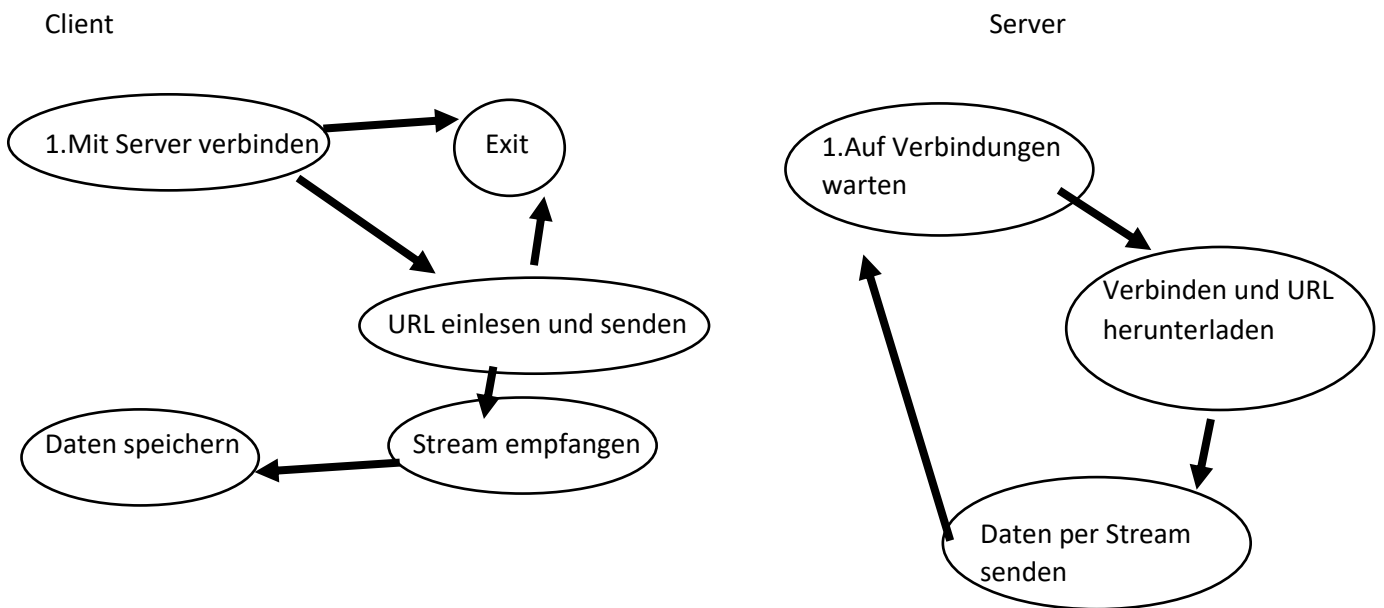 Client
Server
1.Mit Server verbinden
Exit
1.Auf Verbindungen
warten
URL einlesen und senden
Verbinden und URL
herunterladen
Daten speichern
Stream empfangen
Daten per Stream
senden